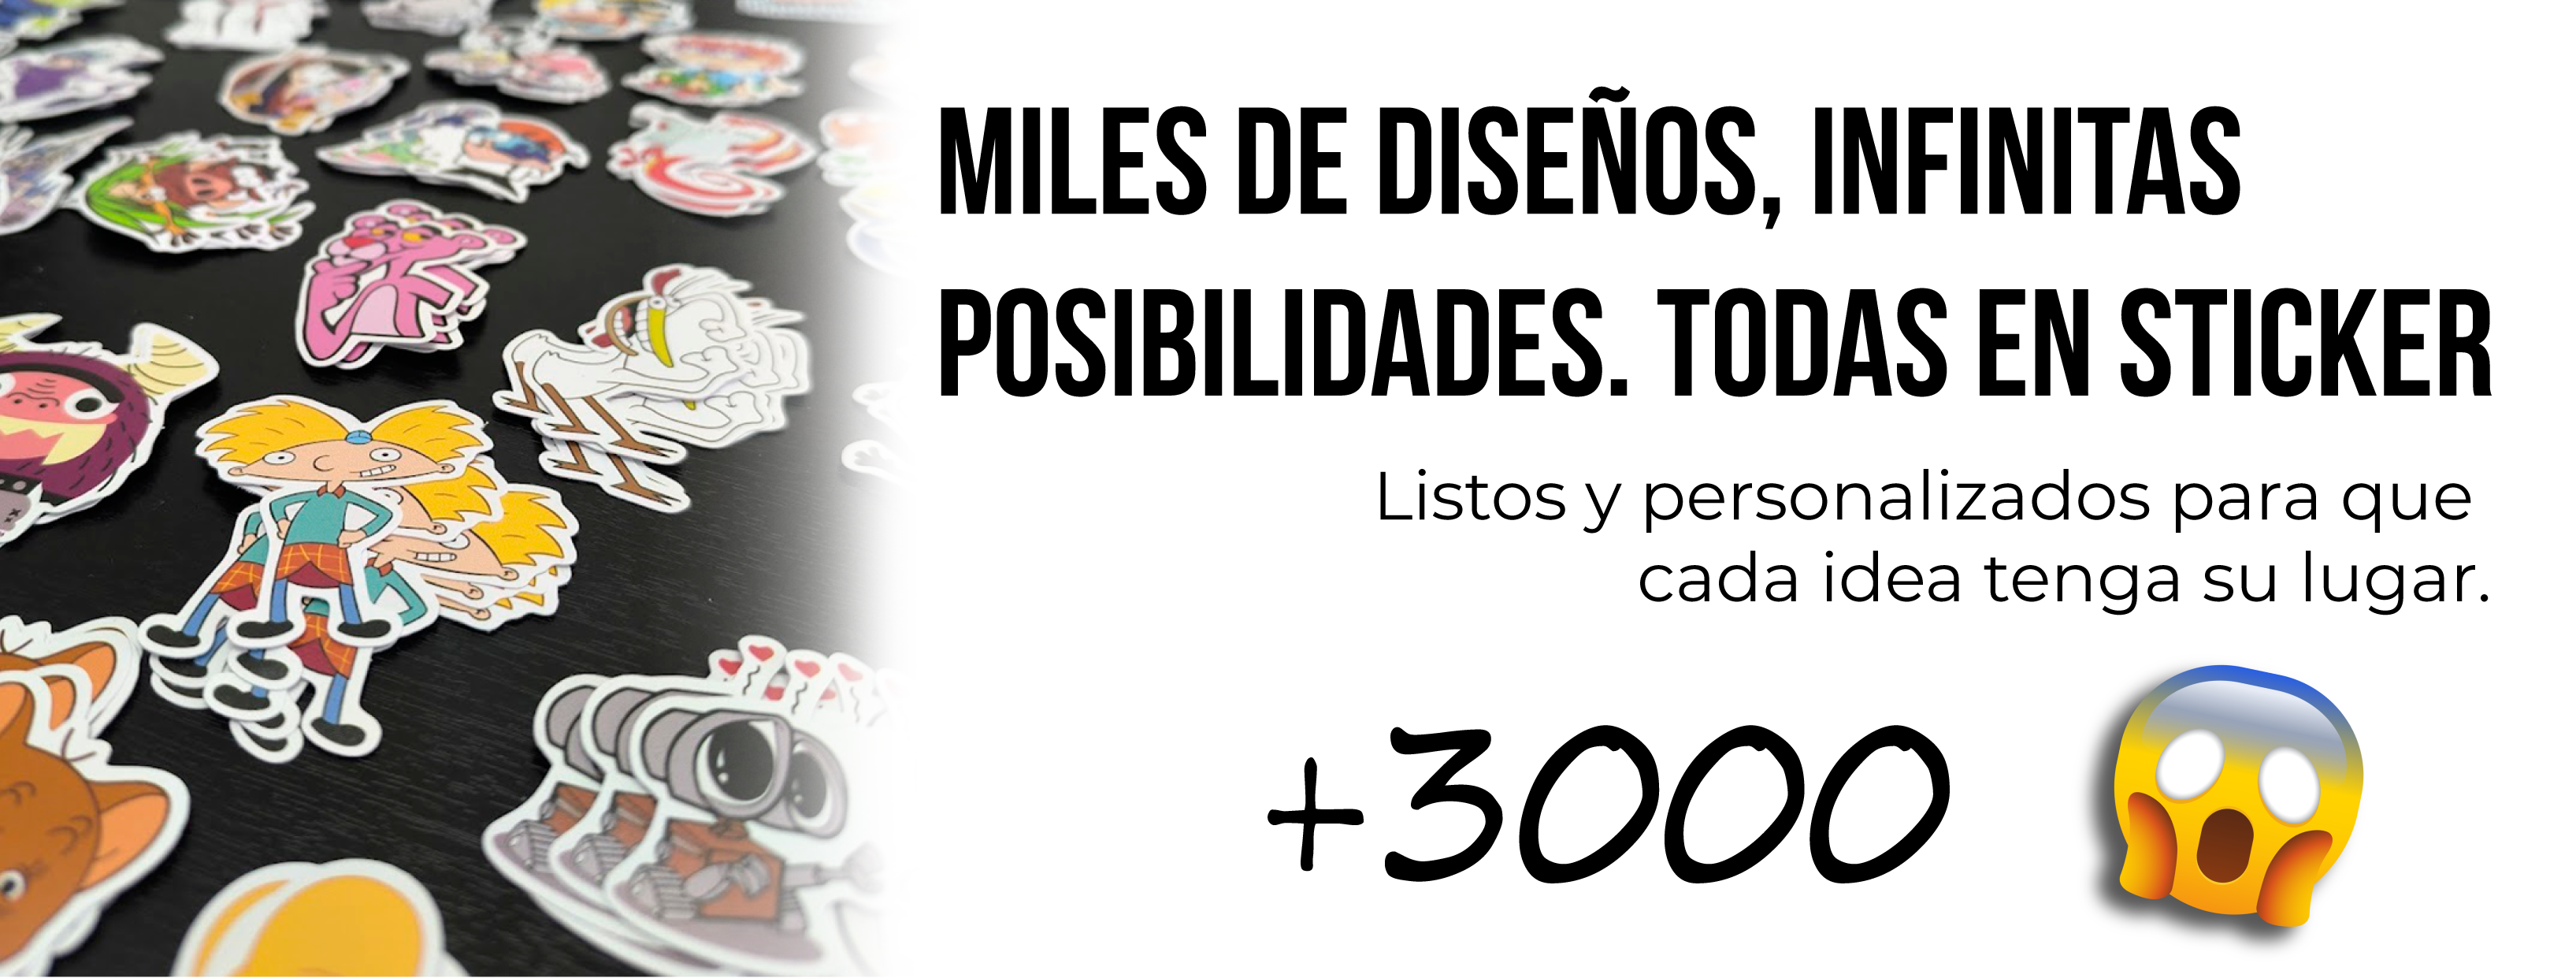 MILES DE DISEÑOS, INFINITAS
POSIBILIDADES. TODAS EN STICKER
Listos y personalizados para que
cada idea tenga su lugar.
+3000